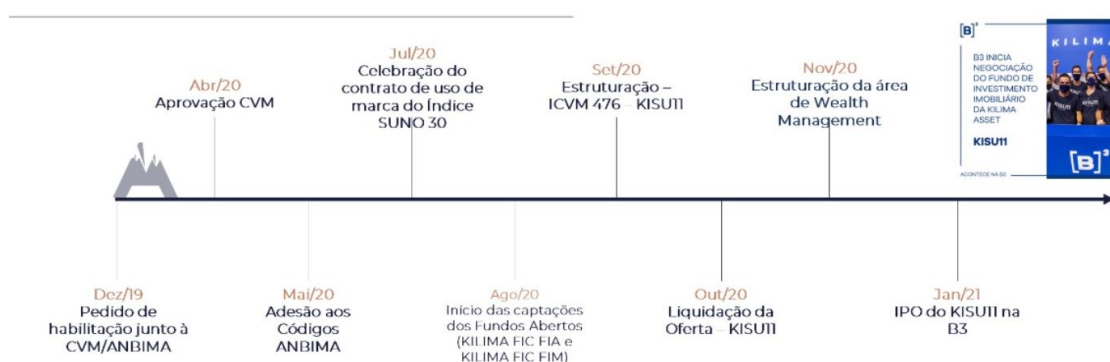 Abr/20
Aprovação CVM
Jul/20
Celebração do
contrato de uso de
marca do Índice
SUNO 30
Set/20
Estruturação –
ICVM 476 – KISU11
Nov/20
Estruturação da área
de Wealth
Management
[B]³
B3 INICIA
NEGOCIAÇÃO
DO FUNDO DE
INVESTIMENTO
IMOBILIÁRIO
DA KILIMA
ASSET
KISU11
ACONTECE NA B3
KILIMA
[B]³
Dez/19
Pedido de
habilitação junto à
CVM/ANBIMA
Mai/20
Adesão aos
Códigos
ANBIMA
Ago/20
Início das captações
dos Fundos Abertos
(KILIMA FIC FIA e
KILIMA FIC FIM)
Out/20
Liquidação da
Oferta – KISU11
Jan/21
IPO do KISU11 na
B3